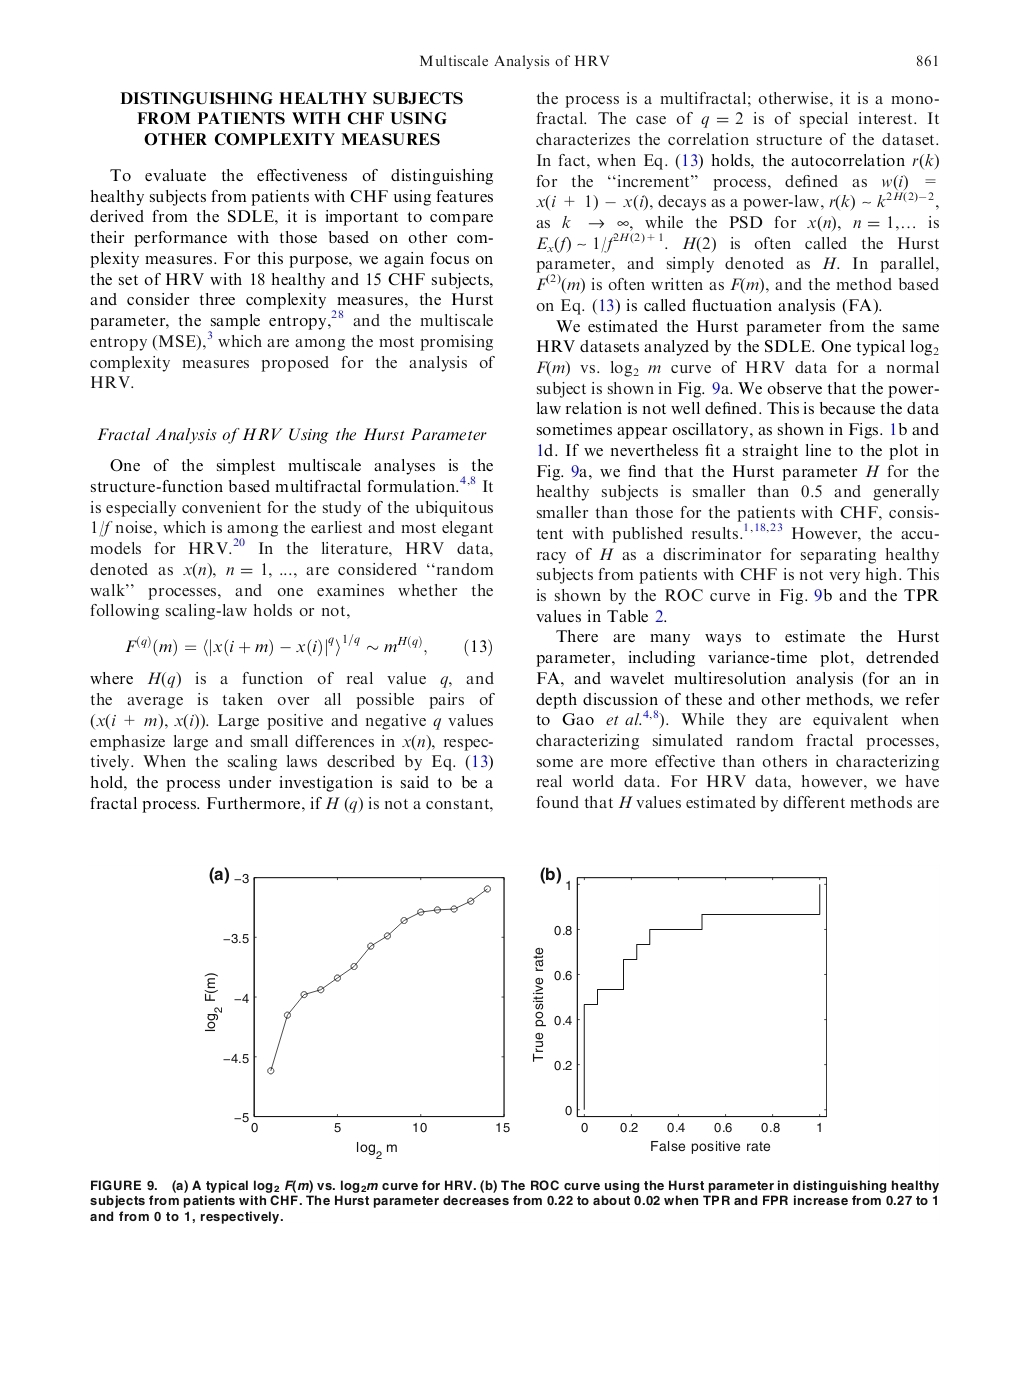 Multiscale Analysis of HRV 861
DISTINGUISHING HEALTHY SUBJECTS
FROM PATIENTS WITH CHF USING
OTHER COMPLEXITY MEASURES
To evaluate the effectiveness of distinguishing
healthy subjects from patients with CHF using features
derived from the SDLE, it is important to compare
their performance with those based on other com-
plexity measures. For this purpose, we again focus on
the set of HRV with 18 healthy and 15 CHF subjects,
and consider three complexity measures, the Hurst
parameter, the sample entropy,28 and the multiscale
entropy (MSE),3 which are among the most promising
complexity measures proposed for the analysis of
HRV.
Fractal Analysis of HRV Using the Hurst Parameter
One of the simplest multiscale analyses is the
structure-function based multifractal formulation.4,8 It
is especially convenient for the study of the ubiquitous
1/f noise, which is among the earliest and most elegant
models for HRV.20 In the literature, HRV data,
denoted as x(n), n = 1, ..., are considered ‘‘random
walk’’ processes, and one examines whether the
following scaling-law holds or not,
F(q)(m) = ⟨|x(i + m) − x(i)|q⟩1/q ∼ mH(q), (13)
where H(q) is a function of real value q, and
the average is taken over all possible pairs of
(x(i + m), x(i)). Large positive and negative q values
emphasize large and small differences in x(n), respec-
tively. When the scaling laws described by Eq. (13)
hold, the process under investigation is said to be a
fractal process. Furthermore, if H (q) is not a constant,
the process is a multifractal; otherwise, it is a mono-
fractal. The case of q = 2 is of special interest. It
characterizes the correlation structure of the dataset.
In fact, when Eq. (13) holds, the autocorrelation r(k)
for the ‘‘increment’’ process, defined as w(i) =
x(i + 1) − x(i), decays as a power-law, r(k) ~ k2H(2)−2,
as k → ∞, while the PSD for x(n), n = 1,... is
Ex(f) ~ 1/f2H(2)+1. H(2) is often called the Hurst
parameter, and simply denoted as H. In parallel,
F(2)(m) is often written as F(m), and the method based
on Eq. (13) is called fluctuation analysis (FA).
We estimated the Hurst parameter from the same
HRV datasets analyzed by the SDLE. One typical log2
F(m) vs. log2 m curve of HRV data for a normal
subject is shown in Fig. 9a. We observe that the power-
law relation is not well defined. This is because the data
sometimes appear oscillatory, as shown in Figs. 1b and
1d. If we nevertheless fit a straight line to the plot in
Fig. 9a, we find that the Hurst parameter H for the
healthy subjects is smaller than 0.5 and generally
smaller than those for the patients with CHF, consis-
tent with published results.1,18,23 However, the accu-
racy of H as a discriminator for separating healthy
subjects from patients with CHF is not very high. This
is shown by the ROC curve in Fig. 9b and the TPR
values in Table 2.
There are many ways to estimate the Hurst
parameter, including variance-time plot, detrended
FA, and wavelet multiresolution analysis (for an in
depth discussion of these and other methods, we refer
to Gao et al.4,8). While they are equivalent when
characterizing simulated random fractal processes,
some are more effective than others in characterizing
real world data. For HRV data, however, we have
found that H values estimated by different methods are
(a)
−3
−3.5
−4
−4.5
−5
log2 F(m)
0 5 10 15
log2 m
(b)
1
0.8
0.6
0.4
0.2
0
True positive rate
0 0.2 0.4 0.6 0.8 1
False positive rate
FIGURE 9. (a) A typical log2 F(m) vs. log2m curve for HRV. (b) The ROC curve using the Hurst parameter in distinguishing healthy
subjects from patients with CHF. The Hurst parameter decreases from 0.22 to about 0.02 when TPR and FPR increase from 0.27 to 1
and from 0 to 1, respectively.